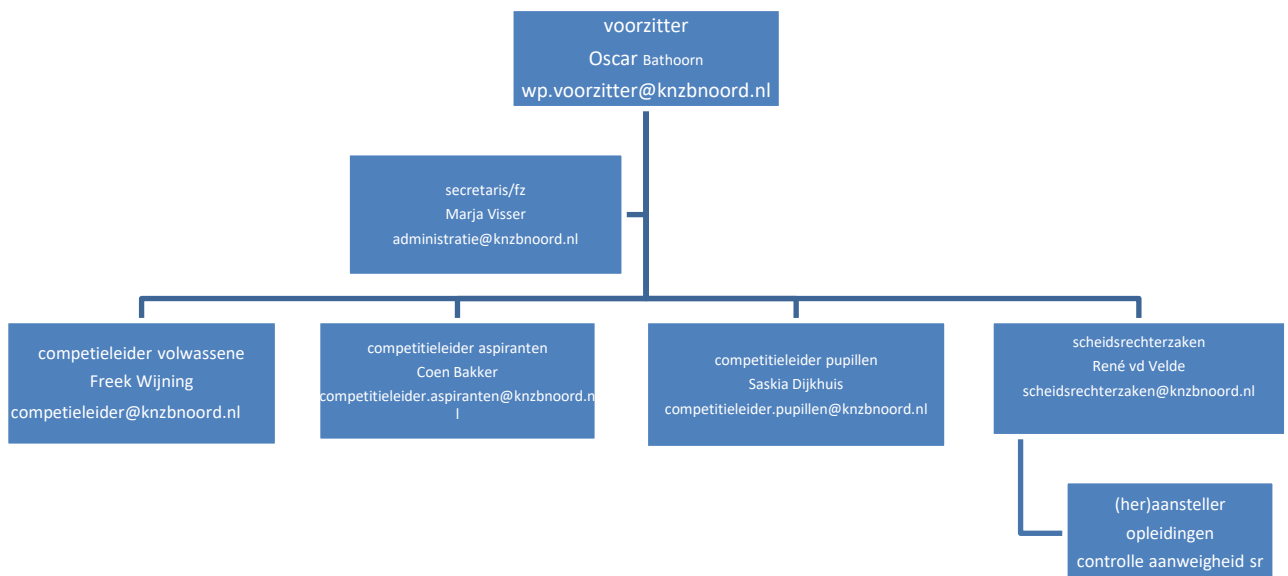 voorzitter
Oscar Bathoorn
wp.voorzitter@knzbnoord.nl
secretaris/fz
Marja Visser
administratie@knzbnoord.nl
competieleider volwassene
Freek Wijning
competieleider@knzbnoord.nl
competitieleider aspiranten
Coen Bakker
competitieleider.aspiranten@knzbnoord.n
l
competitieleider pupillen
Saskia Dijkhuis
competitieleider.pupillen@knzbnoord.nl
scheidsrechterzaken
René vd Velde
scheidsrechterzaken@knzbnoord.nl
(her)aansteller
opleidingen
controlle aanweigheid sr